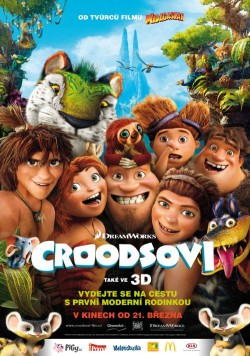 OD TVŮRCŮ FILMU MADAGASKAR
DREAMWORKS
CROODSOVI
TAKÉ VE 3D
VYDEJTE SE NA CESTU
S PRVNÍ MODERNÍ RODINKOU
V KINECH OD 21. BŘEZNA